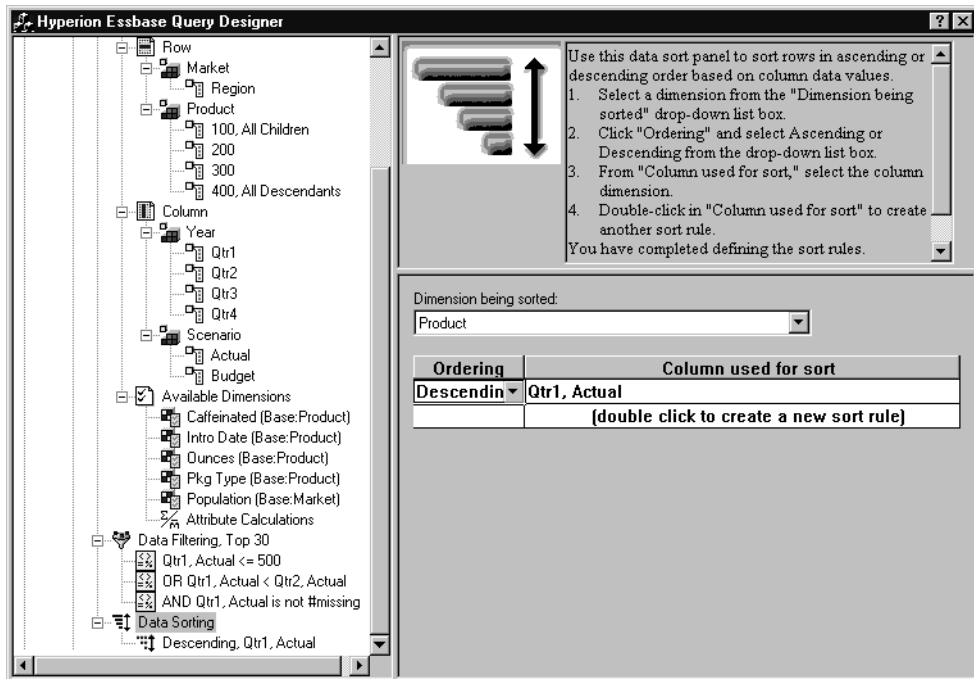 Hyperion Essbase Query Designer
Row
Market
Region
Product
100, All Children
200
300
400, All Descendants
Column
Year
Qtr1
Qtr2
Qtr3
Qtr4
Scenario
Actual
Budget
Available Dimensions
Caffeinated (Base:Product)
Intro Date (Base:Product)
Ounces (Base:Product)
Pkg Type (Base:Product)
Population (Base:Market)
Attribute Calculations
Data Filtering, Top 30
Qtr1, Actual <= 500
OR Qtr1, Actual < Qtr2, Actual
AND Qtr1, Actual is not #missing
Data Sorting
Descending, Qtr1, Actual
Use this data sort panel to sort rows in ascending or
descending order based on column data values.
1. Select a dimension from the "Dimension being
sorted" drop-down list box.
2. Click "Ordering" and select Ascending or
Descending from the drop-down list box.
3. From "Column used for sort," select the column
dimension.
4. Double-click in "Column used for sort" to create
another sort rule.
You have completed defining the sort rules.
Dimension being sorted:
Product
Ordering Column used for sort
Descendin Qtr1, Actual
(double click to create a new sort rule)